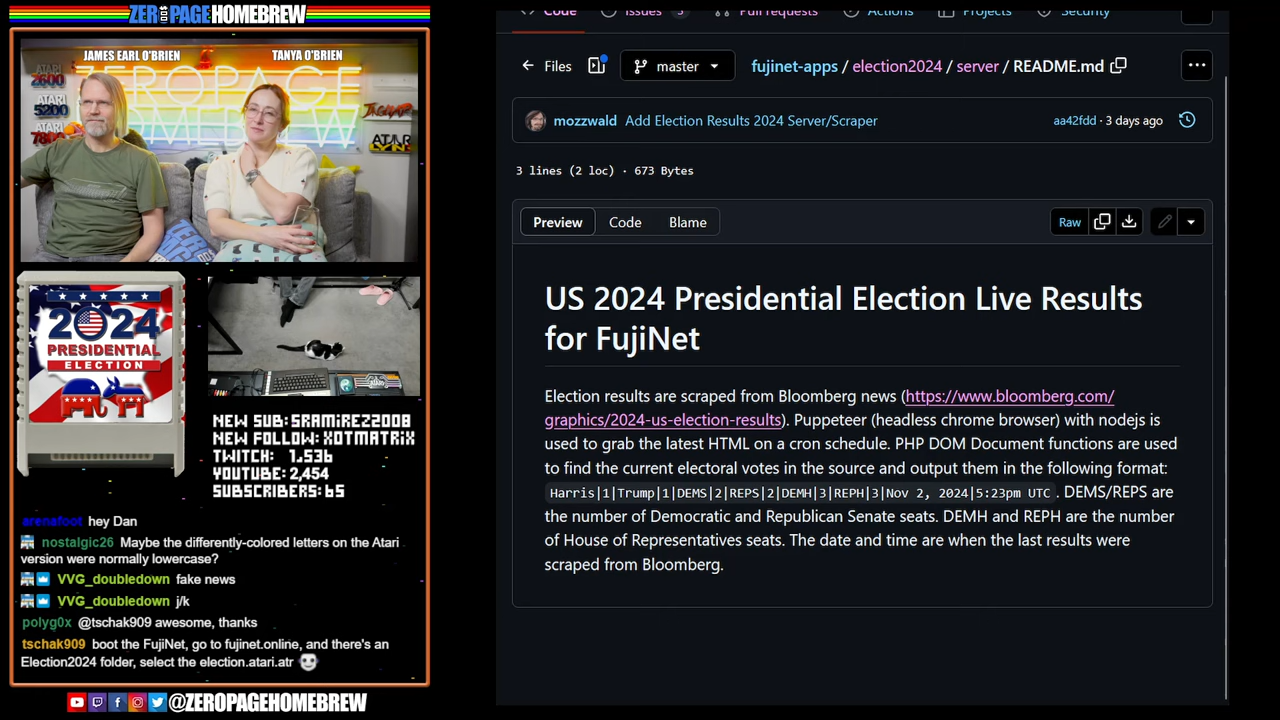 ZEROPAGE HOMEBREW
JAMES EARL O'BRIEN
TANYA O'BRIEN
ATARI
2600
ATARI
5200
ATARI
7800
ZEROPAGE
HOMEBREW
JAGUAR
ATARI
2024
PRESIDENTIAL
ELECTION
NEW SUB: SRAMIREZ2008
NEW FOLLOW: XOTMATRIX
TWITCH: 1,536
YOUTUBE: 2,454
SUBSCRIBERS: 65
arenafoot hey Dan
nostalgic26 Maybe the differently-colored letters on the Atari
version were normally lowercase?
VVG_doubledown fake news
VVG_doubledown j/k
polyg0x @tschak909 awesome, thanks
tschak909 boot the FujiNet, go to fujinet.online, and there's an
Election2024 folder, select the election.atari.atr
@ZEROPAGEHOMEBREW
Code Issues 3 Pull requests Actions Projects Security
Files master fujinet-apps / election2024 / server / README.md
mozzwald Add Election Results 2024 Server/Scraper aa42fdd · 3 days ago
3 lines (2 loc) · 673 Bytes
Preview Code Blame Raw
US 2024 Presidential Election Live Results
for FujiNet
Election results are scraped from Bloomberg news (https://www.bloomberg.com/
graphics/2024-us-election-results). Puppeteer (headless chrome browser) with nodejs is
used to grab the latest HTML on a cron schedule. PHP DOM Document functions are used
to find the current electoral votes in the source and output them in the following format:
Harris|1|Trump|1|DEMS|2|REPS|2|DEMH|3|REPH|3|Nov 2, 2024|5:23pm UTC . DEMS/REPS are
the number of Democratic and Republican Senate seats. DEMH and REPH are the number
of House of Representatives seats. The date and time are when the last results were
scraped from Bloomberg.